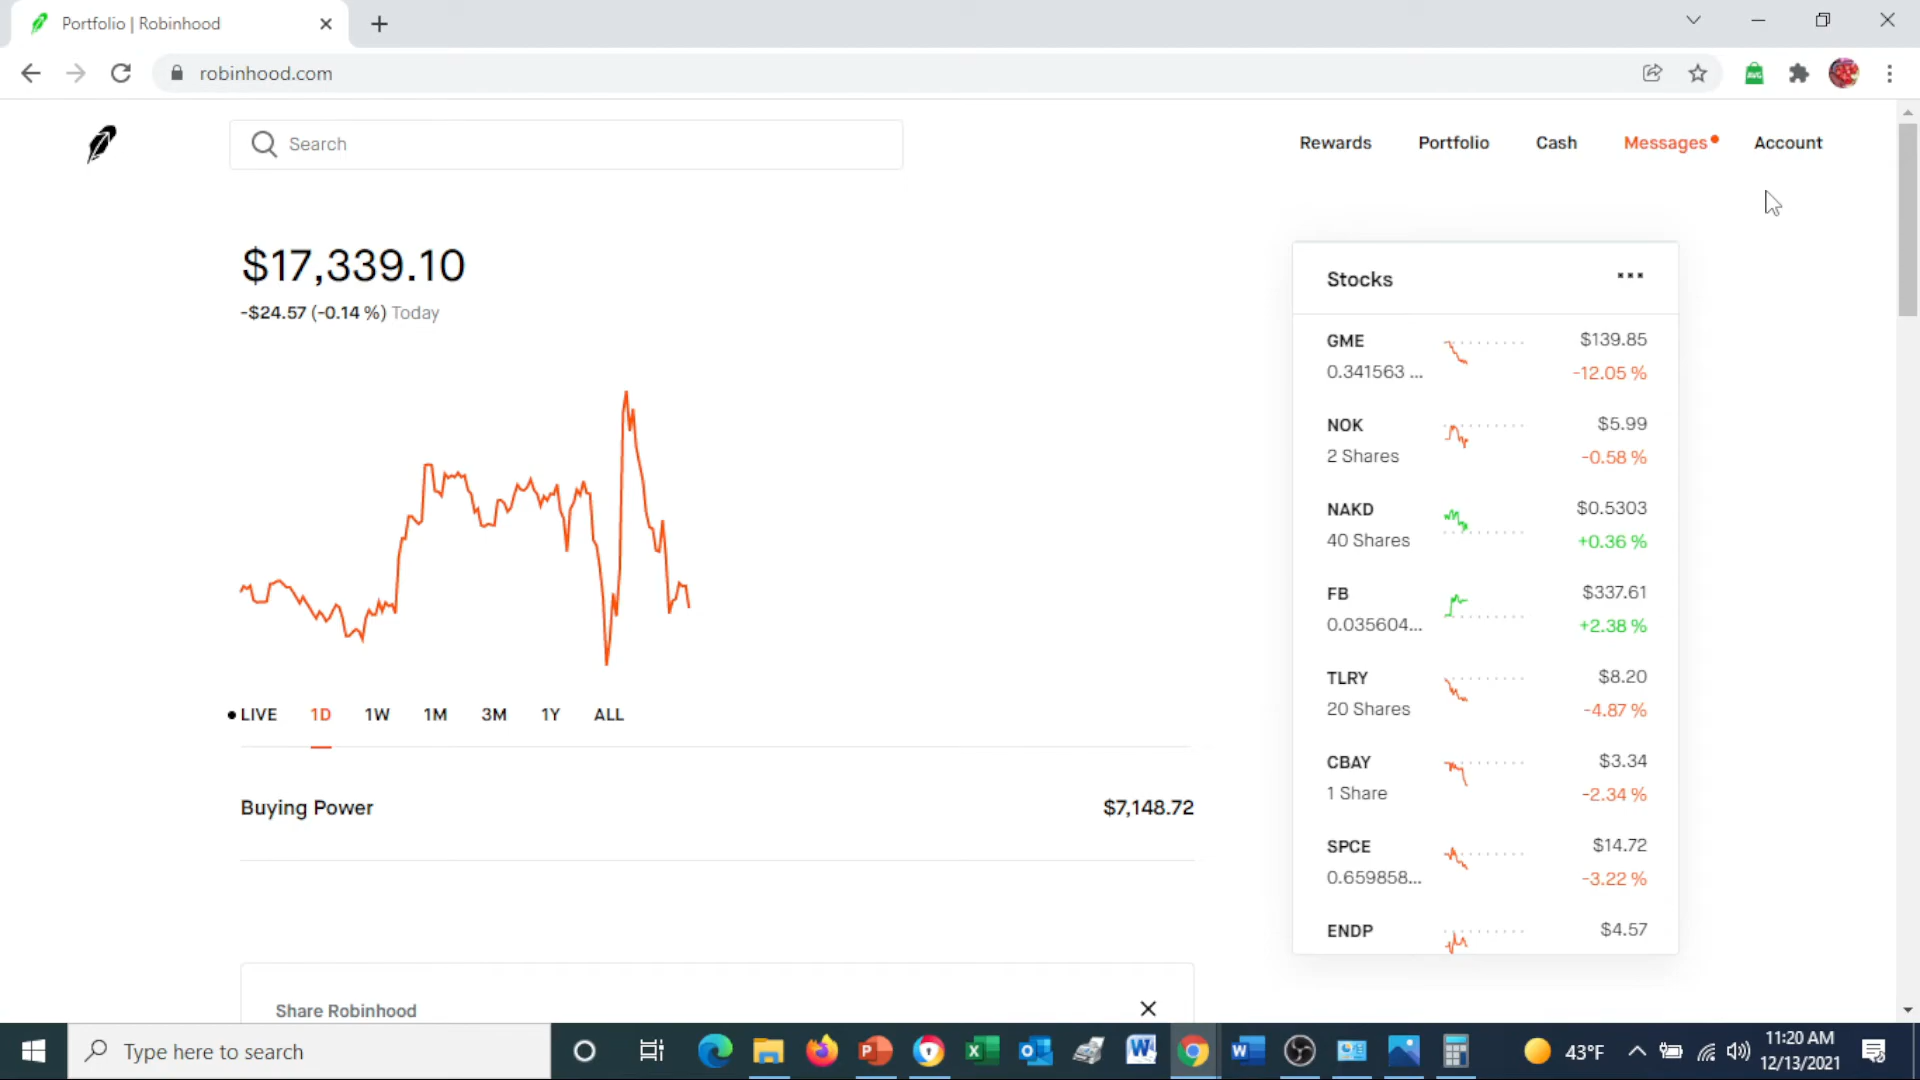 Portfolio | Robinhood
robinhood.com
Search
Rewards
Portfolio
Cash
Messages
Account
$17,339.10
-$24.57 (-0.14 %) Today
LIVE 1D 1W 1M 3M 1Y ALL
Buying Power $7,148.72
Share Robinhood
Stocks
GME $139.85
0.341563 ... -12.05 %
NOK $5.99
2 Shares -0.58 %
NAKD $0.5303
40 Shares +0.36 %
FB $337.61
0.035604... +2.38 %
TLRY $8.20
20 Shares -4.87 %
CBAY $3.34
1 Share -2.34 %
SPCE $14.72
0.659858... -3.22 %
ENDP $4.57
Type here to search
43°F
11:20 AM
12/13/2021